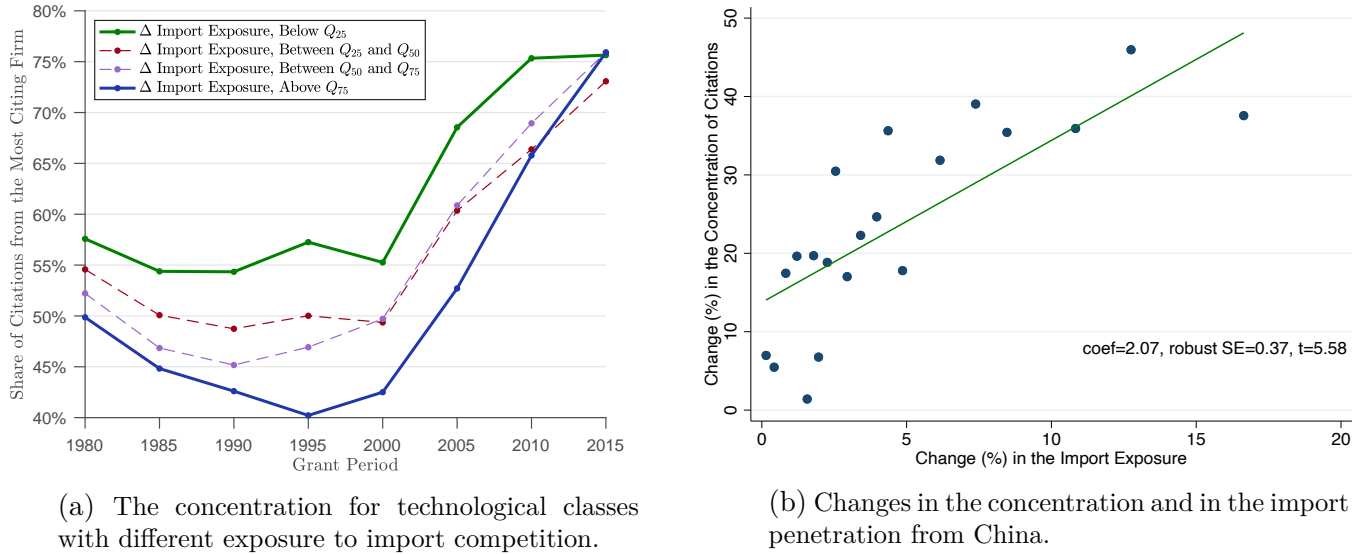 Share of Citations from the Most Citing Firm
80%
75%
70%
65%
60%
55%
50%
45%
40%
Δ Import Exposure, Below Q25
Δ Import Exposure, Between Q25 and Q50
Δ Import Exposure, Between Q50 and Q75
Δ Import Exposure, Above Q75
1980 1985 1990 1995 2000 2005 2010 2015
Grant Period
(a) The concentration for technological classes
with different exposure to import competition.
Change (%) in the Concentration of Citations
50
40
30
20
10
0
coef=2.07, robust SE=0.37, t=5.58
0 5 10 15 20
Change (%) in the Import Exposure
(b) Changes in the concentration and in the import
penetration from China.